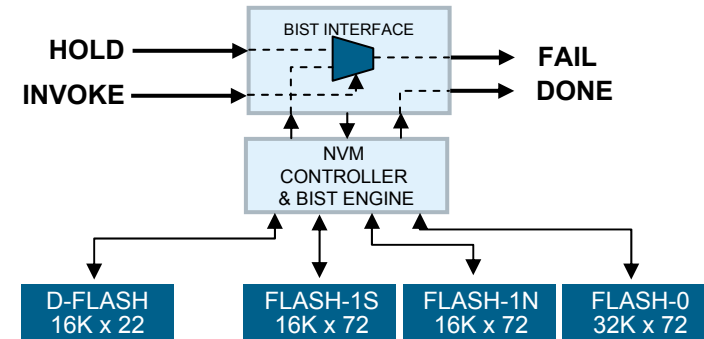 BIST INTERFACE
HOLD
FAIL
INVOKE
DONE
NVM
CONTROLLER
& BIST ENGINE
D-FLASH
16K x 22
FLASH-1S
16K x 72
FLASH-1N
16K x 72
FLASH-0
32K x 72